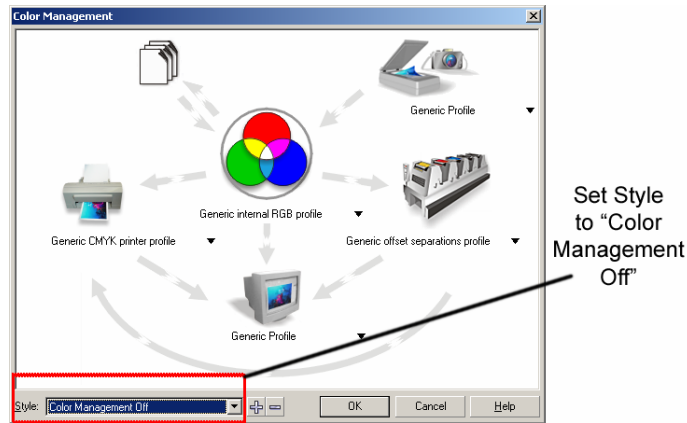 Color Management
Generic Profile
Generic internal RGB profile
Generic CMYK printer profile
Generic offset separations profile
Generic Profile
Set Style
to “Color
Management
Off”
Style: Color Management Off
OK Cancel Help